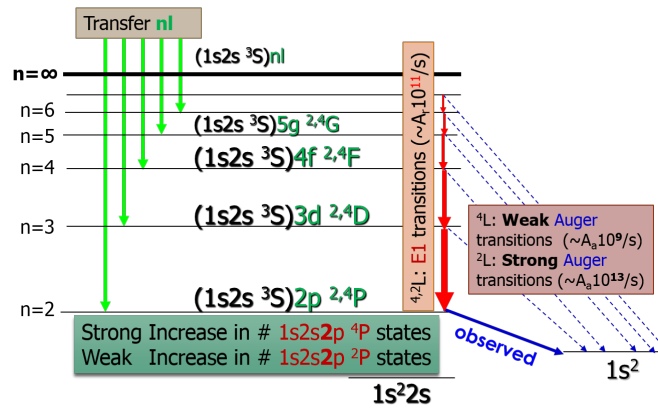 Transfer nl
(1s2s ³S)nl
n=∞
n=6
(1s2s ³S)5g ²,⁴G
n=5
(1s2s ³S)4f ²,⁴F
n=4
(1s2s ³S)3d ²,⁴D
n=3
(1s2s ³S)2p ²,⁴P
n=2
⁴,²L: E1 transitions (~Aᵣ10¹¹/s)
⁴L: Weak Auger
transitions (~Aₐ10⁹/s)
²L: Strong Auger
transitions (~Aₐ10¹³/s)
Strong Increase in # 1s2s2p ⁴P states
Weak Increase in # 1s2s2p ²P states
observed
1s²
1s²2s